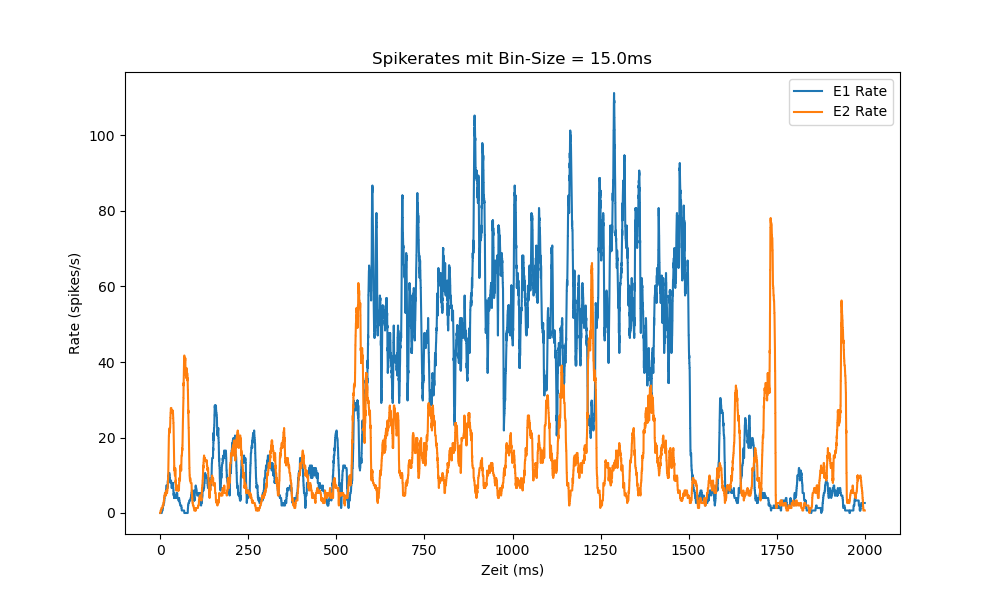 Spikerates mit Bin-Size = 15.0ms
E1 Rate
E2 Rate
Rate (spikes/s)
100
80
60
40
20
0
0 250 500 750 1000 1250 1500 1750 2000
Zeit (ms)